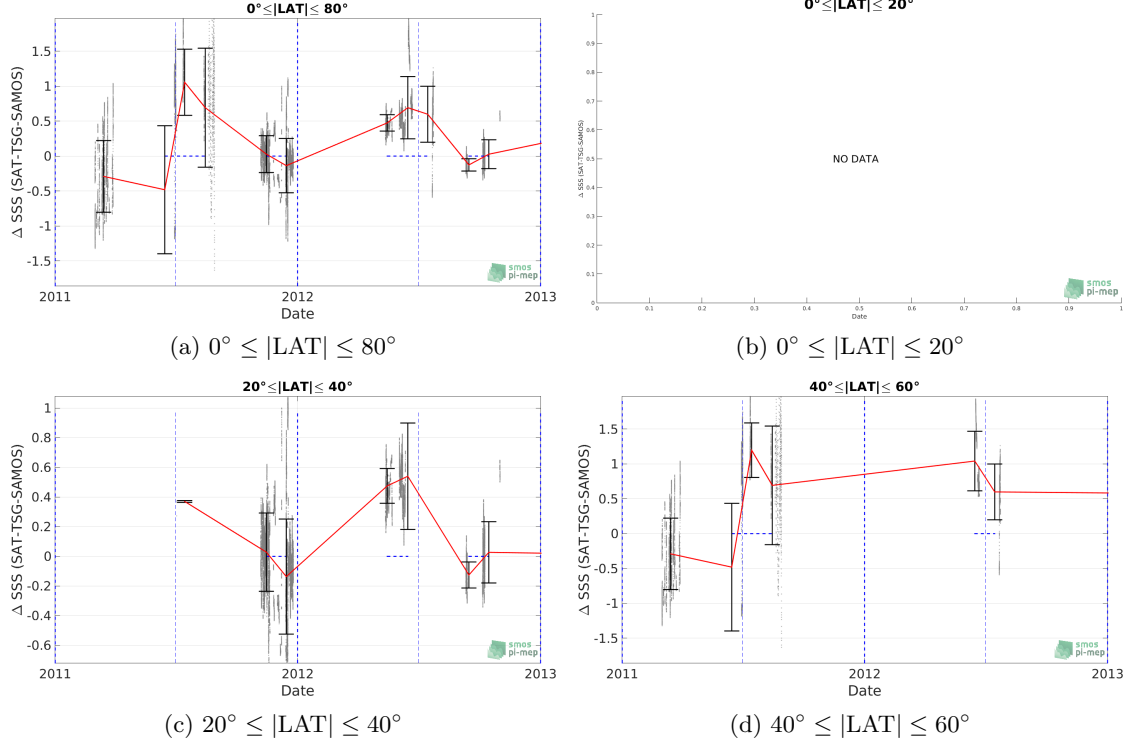 0°≤|LAT|≤ 80°
Δ SSS (SAT-TSG-SAMOS)
1.5
1
0.5
0
-0.5
-1
-1.5
2011 2012 2013
Date
smos
pi-mep
(a) 0° ≤ |LAT| ≤ 80°
0°≤|LAT|≤ 20°
Δ SSS (SAT-TSG-SAMOS)
1
0.9
0.8
0.7
0.6
0.5
0.4
0.3
0.2
0.1
0
NO DATA
0 0.1 0.2 0.3 0.4 0.5 0.6 0.7 0.8 0.9 1
Date
smos
pi-mep
(b) 0° ≤ |LAT| ≤ 20°
20°≤|LAT|≤ 40°
Δ SSS (SAT-TSG-SAMOS)
1
0.8
0.6
0.4
0.2
0
-0.2
-0.4
-0.6
2011 2012 2013
Date
smos
pi-mep
(c) 20° ≤ |LAT| ≤ 40°
40°≤|LAT|≤ 60°
Δ SSS (SAT-TSG-SAMOS)
1.5
1
0.5
0
-0.5
-1
-1.5
2011 2012 2013
Date
smos
pi-mep
(d) 40° ≤ |LAT| ≤ 60°